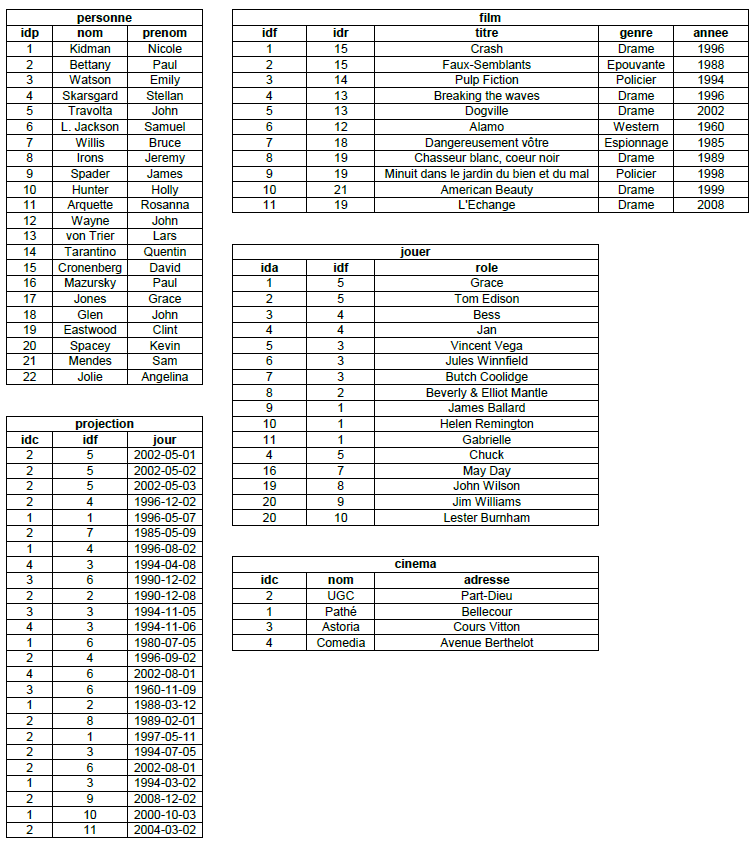 personne
idp nom prenom
1 Kidman Nicole
2 Bettany Paul
3 Watson Emily
4 Skarsgard Stellan
5 Travolta John
6 L. Jackson Samuel
7 Willis Bruce
8 Irons Jeremy
9 Spader James
10 Hunter Holly
11 Arquette Rosanna
12 Wayne John
13 von Trier Lars
14 Tarantino Quentin
15 Cronenberg David
16 Mazursky Paul
17 Jones Grace
18 Glen John
19 Eastwood Clint
20 Spacey Kevin
21 Mendes Sam
22 Jolie Angelina
projection
idc idf jour
2 5 2002-05-01
2 5 2002-05-02
2 5 2002-05-03
2 4 1996-12-02
1 1 1996-05-07
2 7 1985-05-09
1 4 1996-08-02
4 3 1994-04-08
3 6 1990-12-02
2 2 1990-12-08
3 3 1994-11-05
4 3 1994-11-06
1 6 1980-07-05
2 4 1996-09-02
4 6 2002-08-01
3 6 1960-11-09
1 2 1988-03-12
2 8 1989-02-01
2 1 1997-05-11
2 3 1994-07-05
2 6 2002-08-01
1 3 1994-03-02
2 9 2008-12-02
1 10 2000-10-03
2 11 2004-03-02
film
idf idr titre genre annee
1 15 Crash Drame 1996
2 15 Faux-Semblants Epouvante 1988
3 14 Pulp Fiction Policier 1994
4 13 Breaking the waves Drame 1996
5 13 Dogville Drame 2002
6 12 Alamo Western 1960
7 18 Dangereusement vôtre Espionnage 1985
8 19 Chasseur blanc, coeur noir Drame 1989
9 19 Minuit dans le jardin du bien et du mal Policier 1998
10 21 American Beauty Drame 1999
11 19 L'Echange Drame 2008
jouer
ida idf role
1 5 Grace
2 5 Tom Edison
3 4 Bess
4 4 Jan
5 3 Vincent Vega
6 3 Jules Winnfield
7 3 Butch Coolidge
8 2 Beverly & Elliot Mantle
9 1 James Ballard
10 1 Helen Remington
11 1 Gabrielle
4 5 Chuck
16 7 May Day
19 8 John Wilson
20 9 Jim Williams
20 10 Lester Burnham
cinema
idc nom adresse
2 UGC Part-Dieu
1 Pathé Bellecour
3 Astoria Cours Vitton
4 Comedia Avenue Berthelot